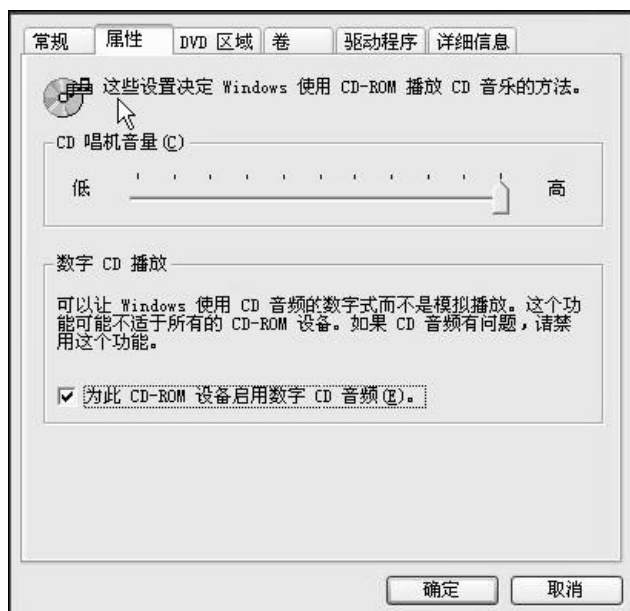 常规 属性 DVD 区域 卷 驱动程序 详细信息
这些设置决定 Windows 使用 CD-ROM 播放 CD 音乐的方法。
CD 唱机音量(C)
低 高
数字 CD 播放
可以让 Windows 使用 CD 音频的数字式而不是模拟播放。这个功
能可能不适于所有的 CD-ROM 设备。如果 CD 音频有问题，请禁
用这个功能。
为此 CD-ROM 设备启用数字 CD 音频(E)。
确定 取消